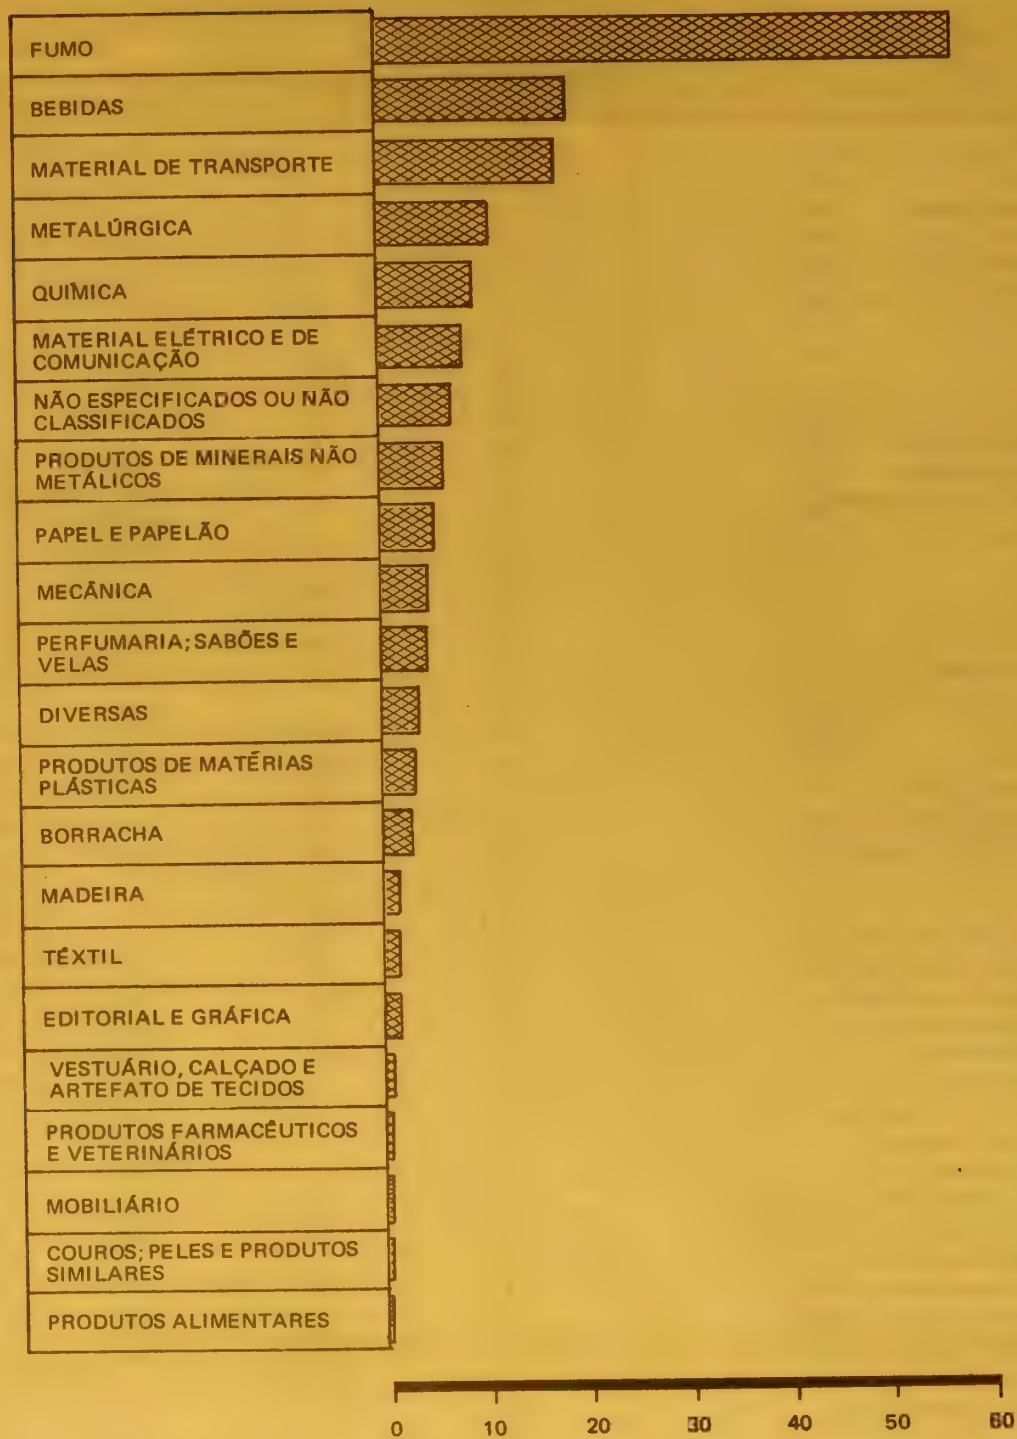 FUMO
BEBIDAS
MATERIAL DE TRANSPORTE
METALÚRGICA
QUÍMICA
MATERIAL ELÉTRICO E DE
COMUNICAÇÃO
NÃO ESPECIFICADOS OU NÃO
CLASSIFICADOS
PRODUTOS DE MINERAIS NÃO
METÁLICOS
PAPEL E PAPELÃO
MECÂNICA
PERFUMARIA; SABÕES E
VELAS
DIVERSAS
PRODUTOS DE MATÉRIAS
PLÁSTICAS
BORRACHA
MADEIRA
TÊXTIL
EDITORIAL E GRÁFICA
VESTUÁRIO, CALÇADO E
ARTEFATO DE TECIDOS
PRODUTOS FARMACÊUTICOS
E VETERINÁRIOS
MOBILIÁRIO
COUROS; PELES E PRODUTOS
SIMILARES
PRODUTOS ALIMENTARES
0 10 20 30 40 50 60